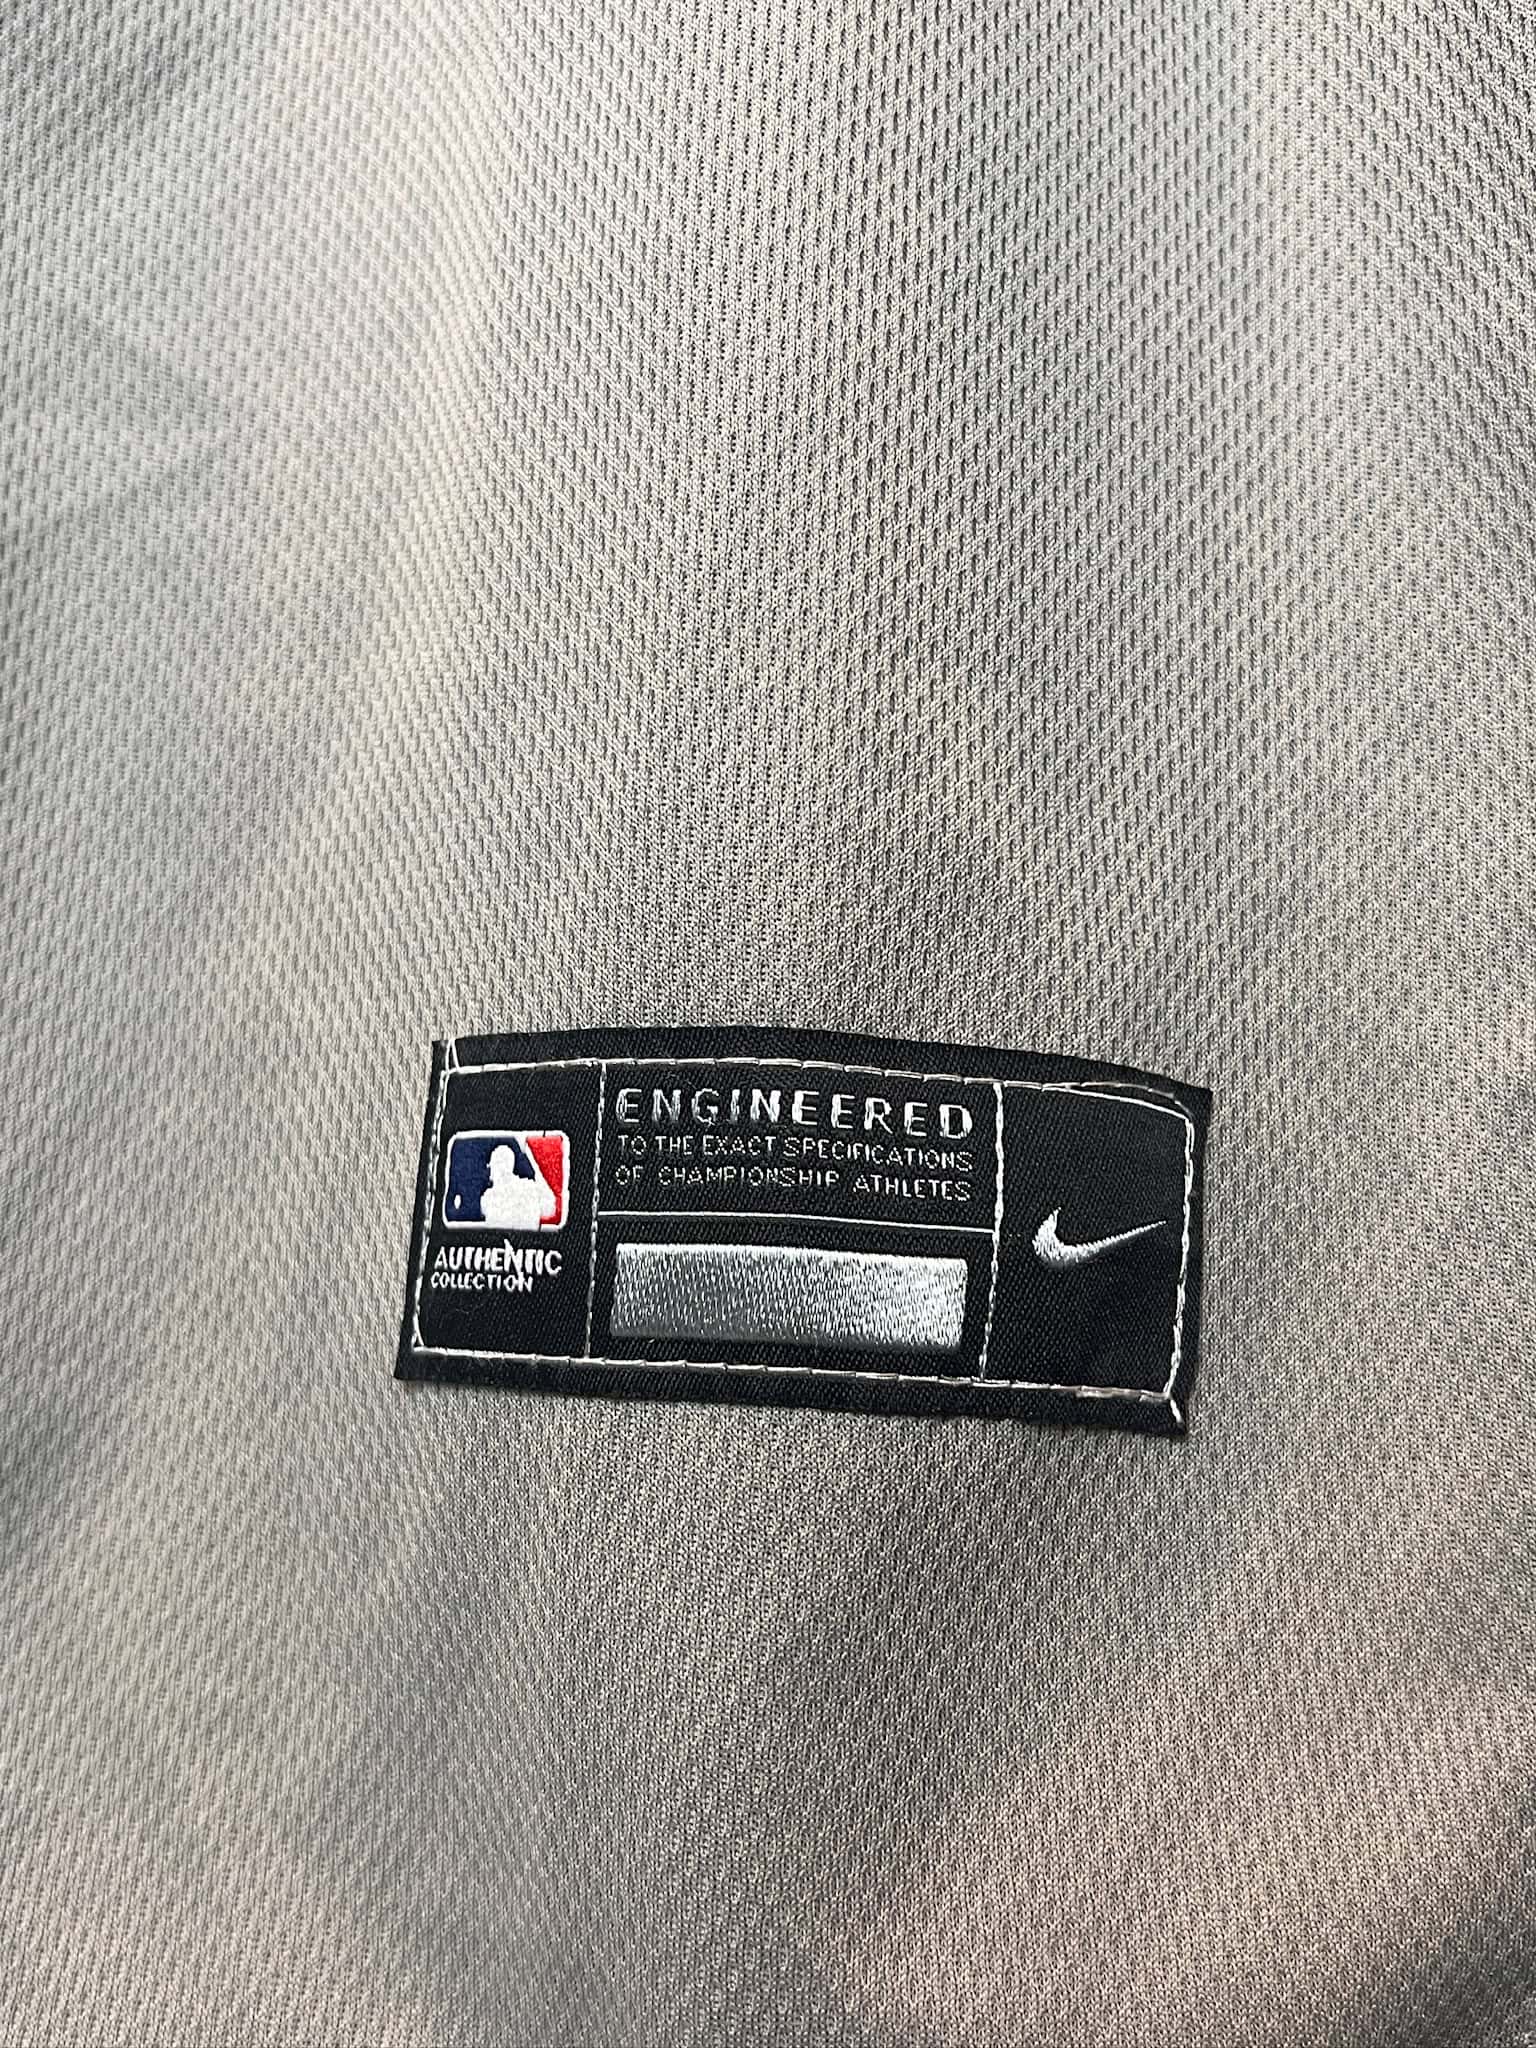 ENGINEERED
TO THE EXACT SPECIFICATIONS
OF CHAMPIONSHIP ATHLETES
AUTHENTIC
COLLECTION